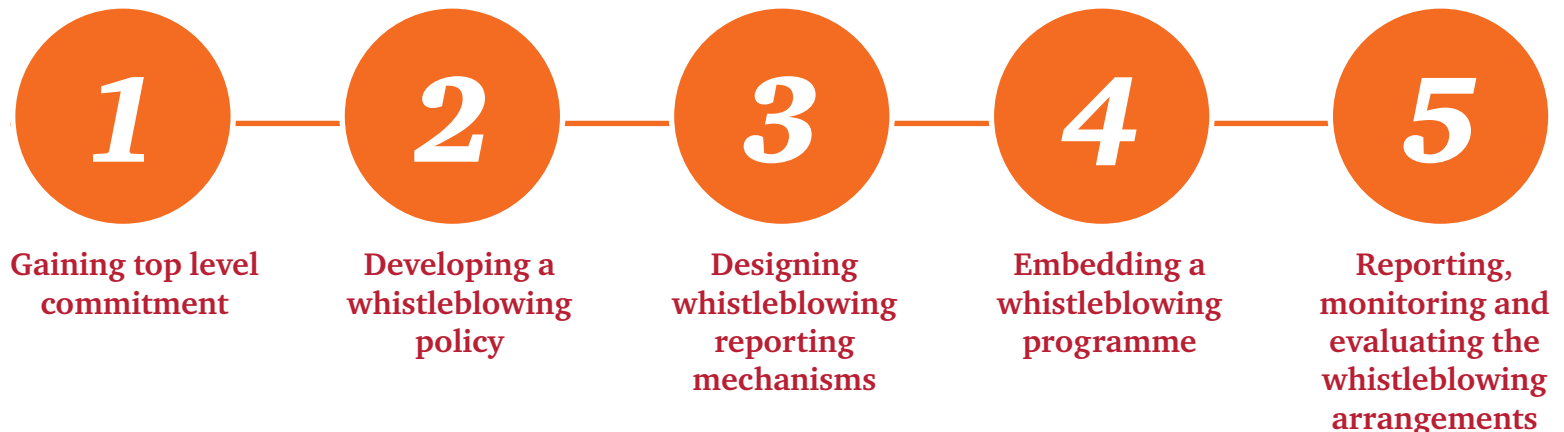 1
Gaining top level
commitment
2
Developing a
whistleblowing
policy
3
Designing
whistleblowing
reporting
mechanisms
4
Embedding a
whistleblowing
programme
5
Reporting,
monitoring and
evaluating the
whistleblowing
arrangements